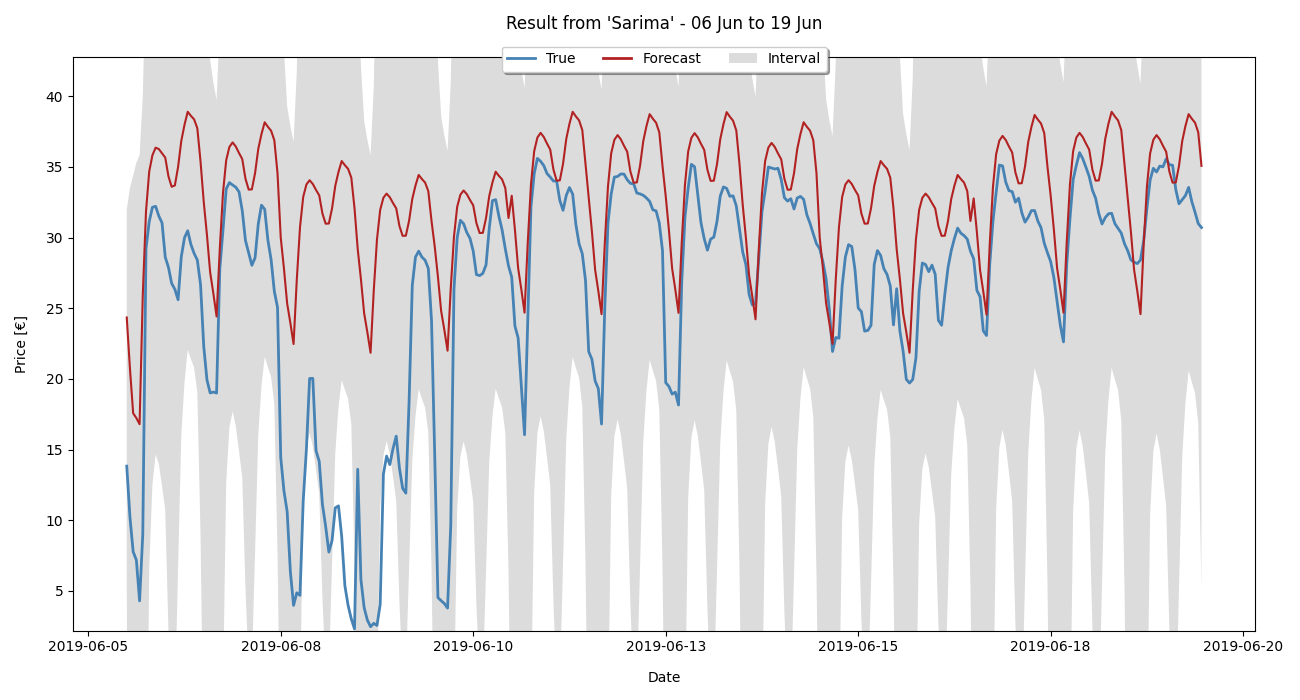 Result from 'Sarima' - 06 Jun to 19 Jun
True Forecast Interval
40
35
30
25
20
15
10
5
Price [€]
2019-06-05 2019-06-08 2019-06-10 2019-06-13 2019-06-15 2019-06-18 2019-06-20
Date